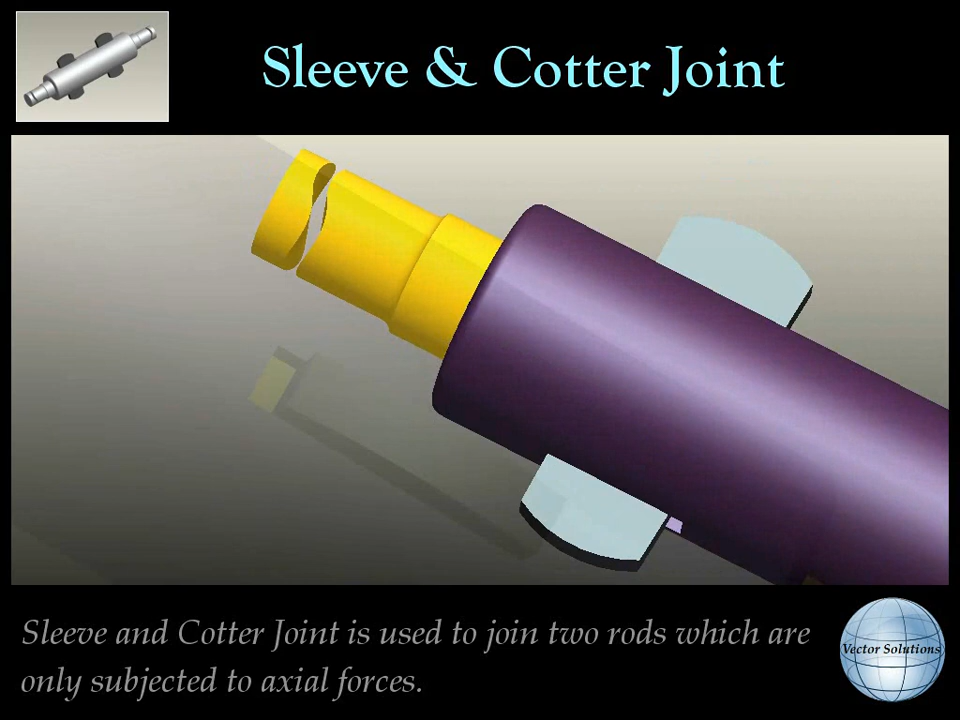 Sleeve & Cotter Joint
Sleeve and Cotter Joint is used to join two rods which are
only subjected to axial forces.
Vector Solutions